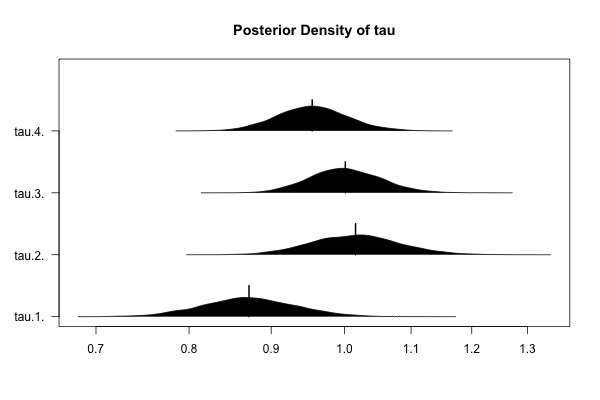 Posterior Density of tau
tau.4.
tau.3.
tau.2.
tau.1.
0.7 0.8 0.9 1.0 1.1 1.2 1.3